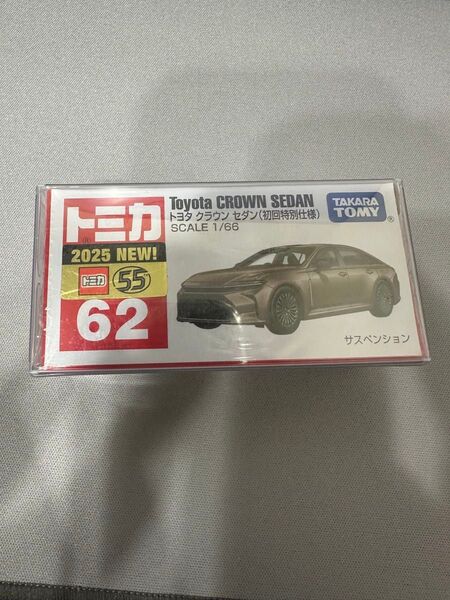 トミカ
2025 NEW!
トミカ 55
62
Toyota CROWN SEDAN
トヨタ クラウン セダン(初回特別仕様)
SCALE 1/66
TAKARA
TOMY®
サスペンション